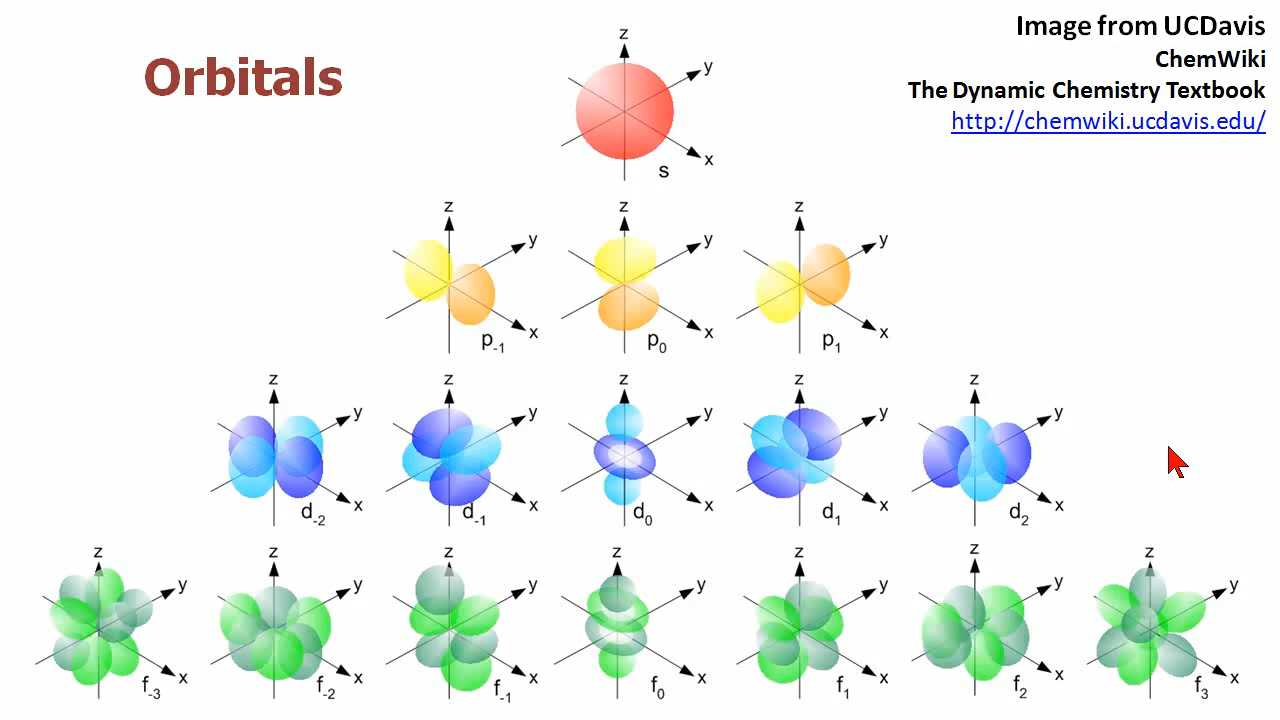 Orbitals
Image from UCDavis
ChemWiki
The Dynamic Chemistry Textbook
http://chemwiki.ucdavis.edu/
z
y
x
s
z z z
y y y
x x x
p-1 p0 p1
z z z z z
y y y y y
x x x x x
d-2 d-1 d0 d1 d2
z z z z z z z
y y y y y y y
x x x x x x x
f-3 f-2 f-1 f0 f1 f2 f3